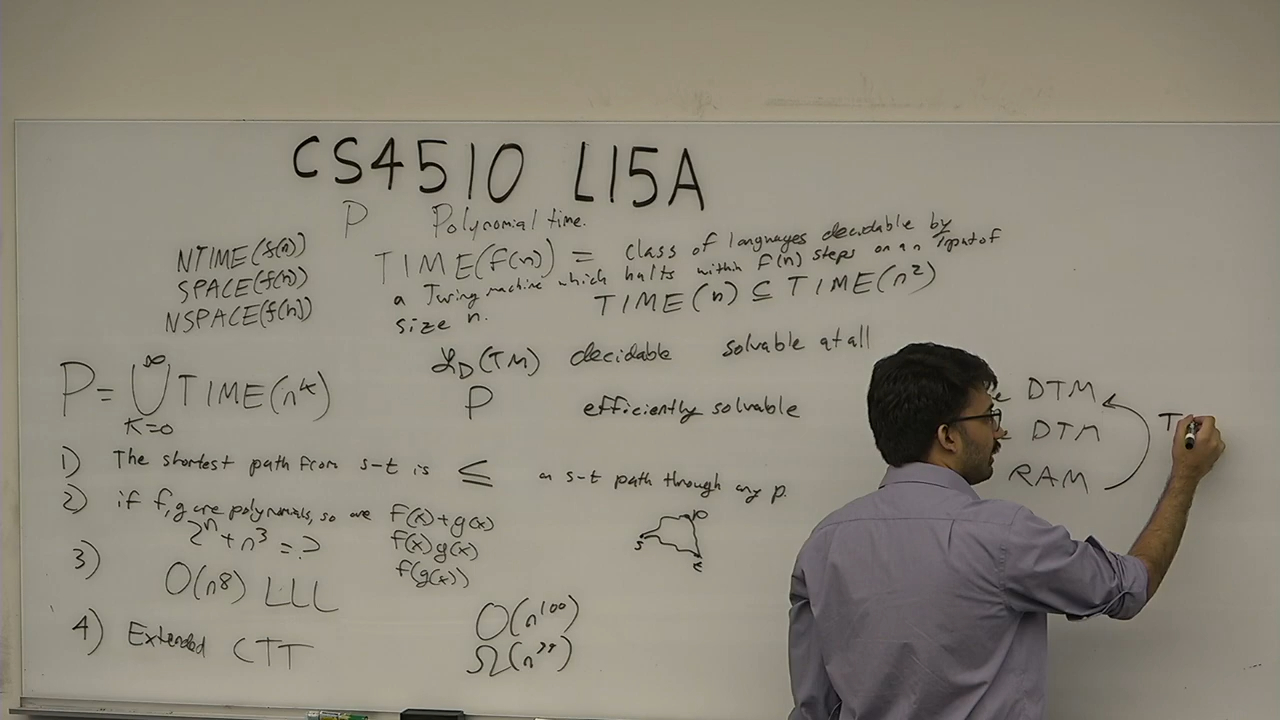 CS4510 L15A
P Polynomial time.
NTIME(f(n))
SPACE(f(n))
NSPACE(f(n))
TIME(f(n)) = class of languages decidable by
a Turing machine which halts within f(n) steps on an input of
size n.
TIME(n) ⊆ TIME(n²)
𝓛_D(TM) decidable solvable at all
P efficiently solvable
P = ⋃_{k=0}^{∞} TIME(n^k)
1) The shortest path from s-t is ≤ an s-t path through any p.
2) if f,g are polynomials, so are f(x)+g(x)
f(x)g(x)
f(g(x))
2^n + n^3 = ?
s p t
3) O(n8) LLL
4) Extended CTT
O(n^100)
Ω(n^99)
DTM
DTM
RAM
T